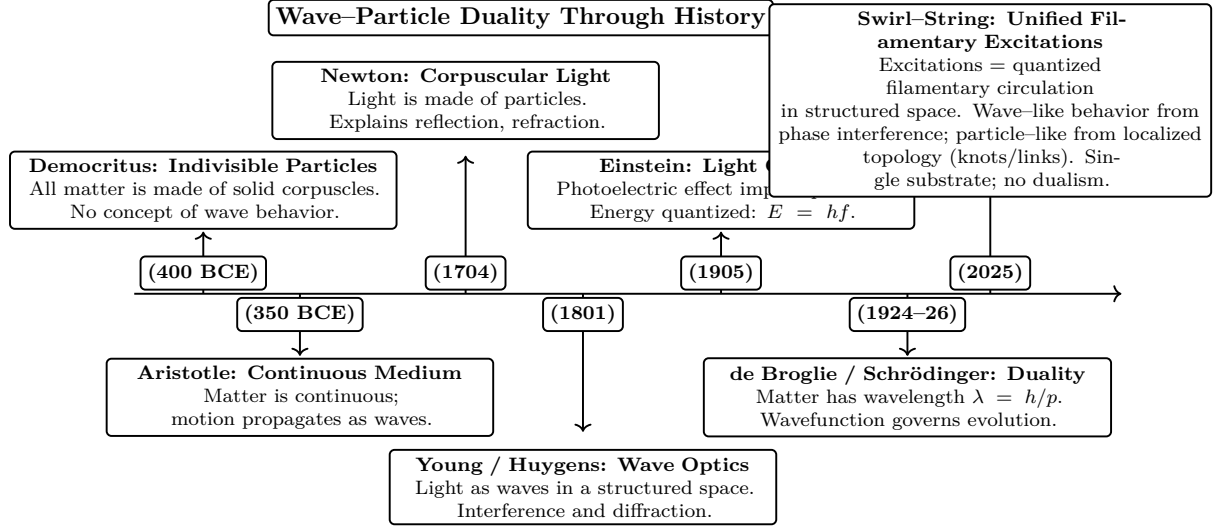 Wave–Particle Duality Through History
Swirl–String: Unified Fil-
amentary Excitations
Excitations = quantized
filamentary circulation
in structured space. Wave–like behavior from
phase interference; particle–like from localized
topology (knots/links). Sin-
gle substrate; no dualism.
Newton: Corpuscular Light
Light is made of particles.
Explains reflection, refraction.
Democritus: Indivisible Particles
All matter is made of solid corpuscles.
No concept of wave behavior.
Einstein: Light
Photoelectric effect
Energy quantized: E = hf.
(400 BCE)
(1704)
(1905)
(2025)
(350 BCE)
(1801)
(1924–26)
Aristotle: Continuous Medium
Matter is continuous;
motion propagates as waves.
de Broglie / Schrödinger: Duality
Matter has wavelength λ = h/p.
Wavefunction governs evolution.
Young / Huygens: Wave Optics
Light as waves in a structured space.
Interference and diffraction.